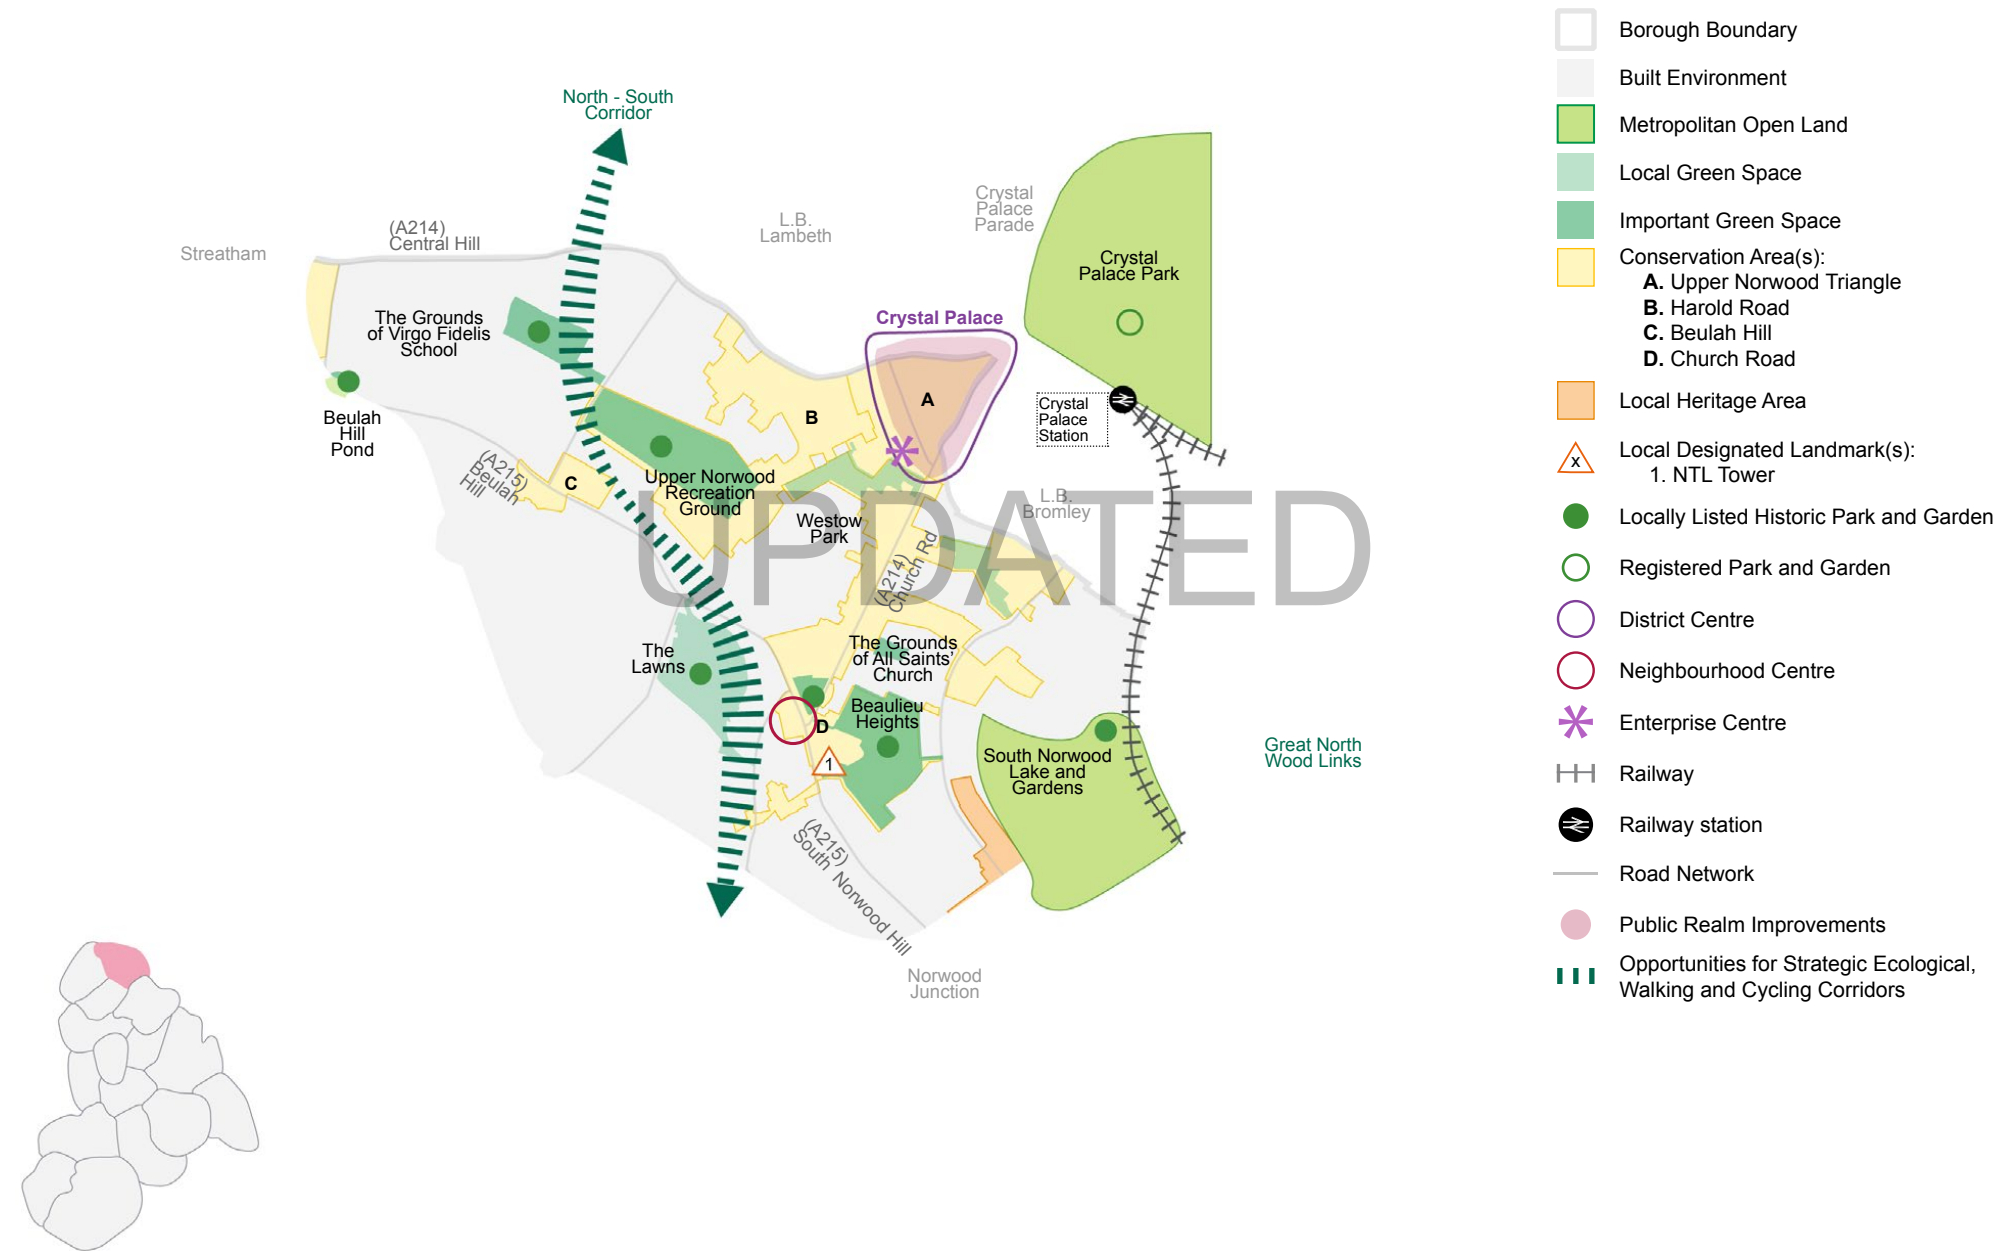 North - South
Corridor
Streatham
(A214)
Central Hill
L.B.
Lambeth
Crystal
Palace
Parade
Crystal
Palace Park
The Grounds
of Virgo Fidelis
School
Crystal Palace
Beulah
Hill
Pond
A
B
Crystal
Palace
Station
(A215)
Beulah
Hill
C
Upper Norwood
Recreation
Ground
Westow
Park
L.B.
Bromley
UPDATED
(A214)
Church Rd
The
Lawns
The Grounds
of All Saints'
Church
Beaulieu
Heights
D
1
South Norwood
Lake and
Gardens
Great North
Wood Links
(A215)
South Norwood Hill
Norwood
Junction
Borough Boundary
Built Environment
Metropolitan Open Land
Local Green Space
Important Green Space
Conservation Area(s):
A. Upper Norwood Triangle
B. Harold Road
C. Beulah Hill
D. Church Road
Local Heritage Area
x
Local Designated Landmark(s):
1. NTL Tower
Locally Listed Historic Park and Garden
Registered Park and Garden
District Centre
Neighbourhood Centre
Enterprise Centre
Railway
Railway station
Road Network
Public Realm Improvements
Opportunities for Strategic Ecological,
Walking and Cycling Corridors